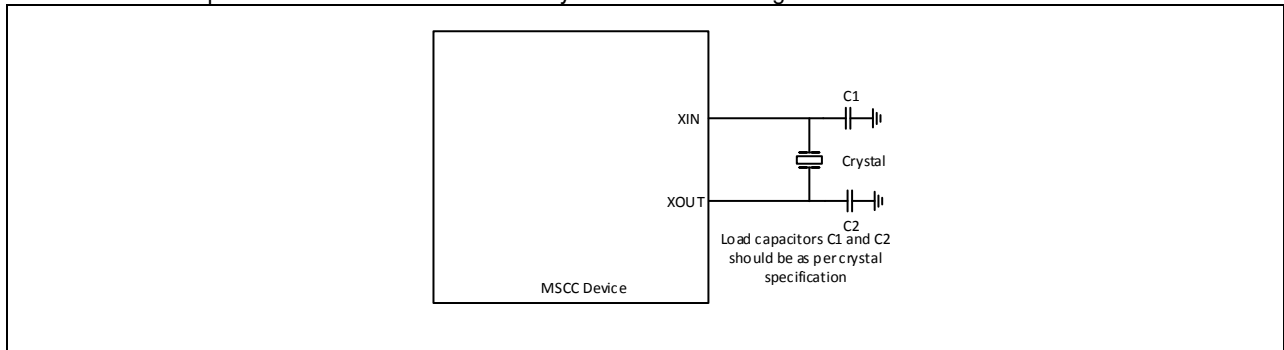 C1
XIN
Crystal
XOUT
C2
Load capacitors C1 and C2
should be as per crystal
specification
MSCC Device